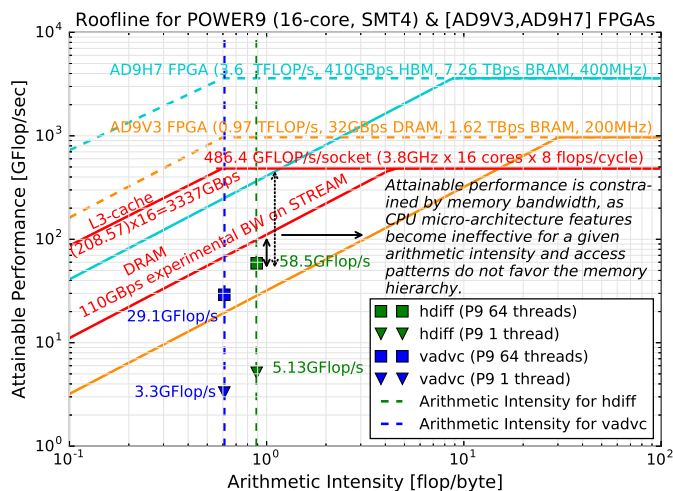 Roofline for POWER9 (16-core, SMT4) & [AD9V3,AD9H7] FPGAs
Attainable Performance [GFlop/sec]
10^4
10^3
10^2
10^1
10^0
AD9H7 FPGA (3.6 TFLOP/s, 410GBps HBM, 7.26 TBps BRAM, 400MHz)
AD9V3 FPGA (0.97 TFLOP/s, 32GBps DRAM, 1.62 TBps BRAM, 200MHz)
486.4 GFLOP/s/socket (3.8GHz x 16 cores x 8 flops/cycle)
L3-cache
(208.57)x16=3337GBps
DRAM
110GBps experimental BW on STREAM
Attainable performance is constra-
ined by memory bandwidth, as
CPU micro-architecture features
become ineffective for a given
arithmetic intensity and access
patterns do not favor the memory
hierarchy.
58.5GFlop/s
29.1GFlop/s
5.13GFlop/s
3.3GFlop/s
hdiff (P9 64 threads)
hdiff (P9 1 thread)
vadvc (P9 64 threads)
vadvc (P9 1 thread)
Arithmetic Intensity for hdiff
Arithmetic Intensity for vadvc
10^-1
10^0
10^1
10^2
Arithmetic Intensity [flop/byte]